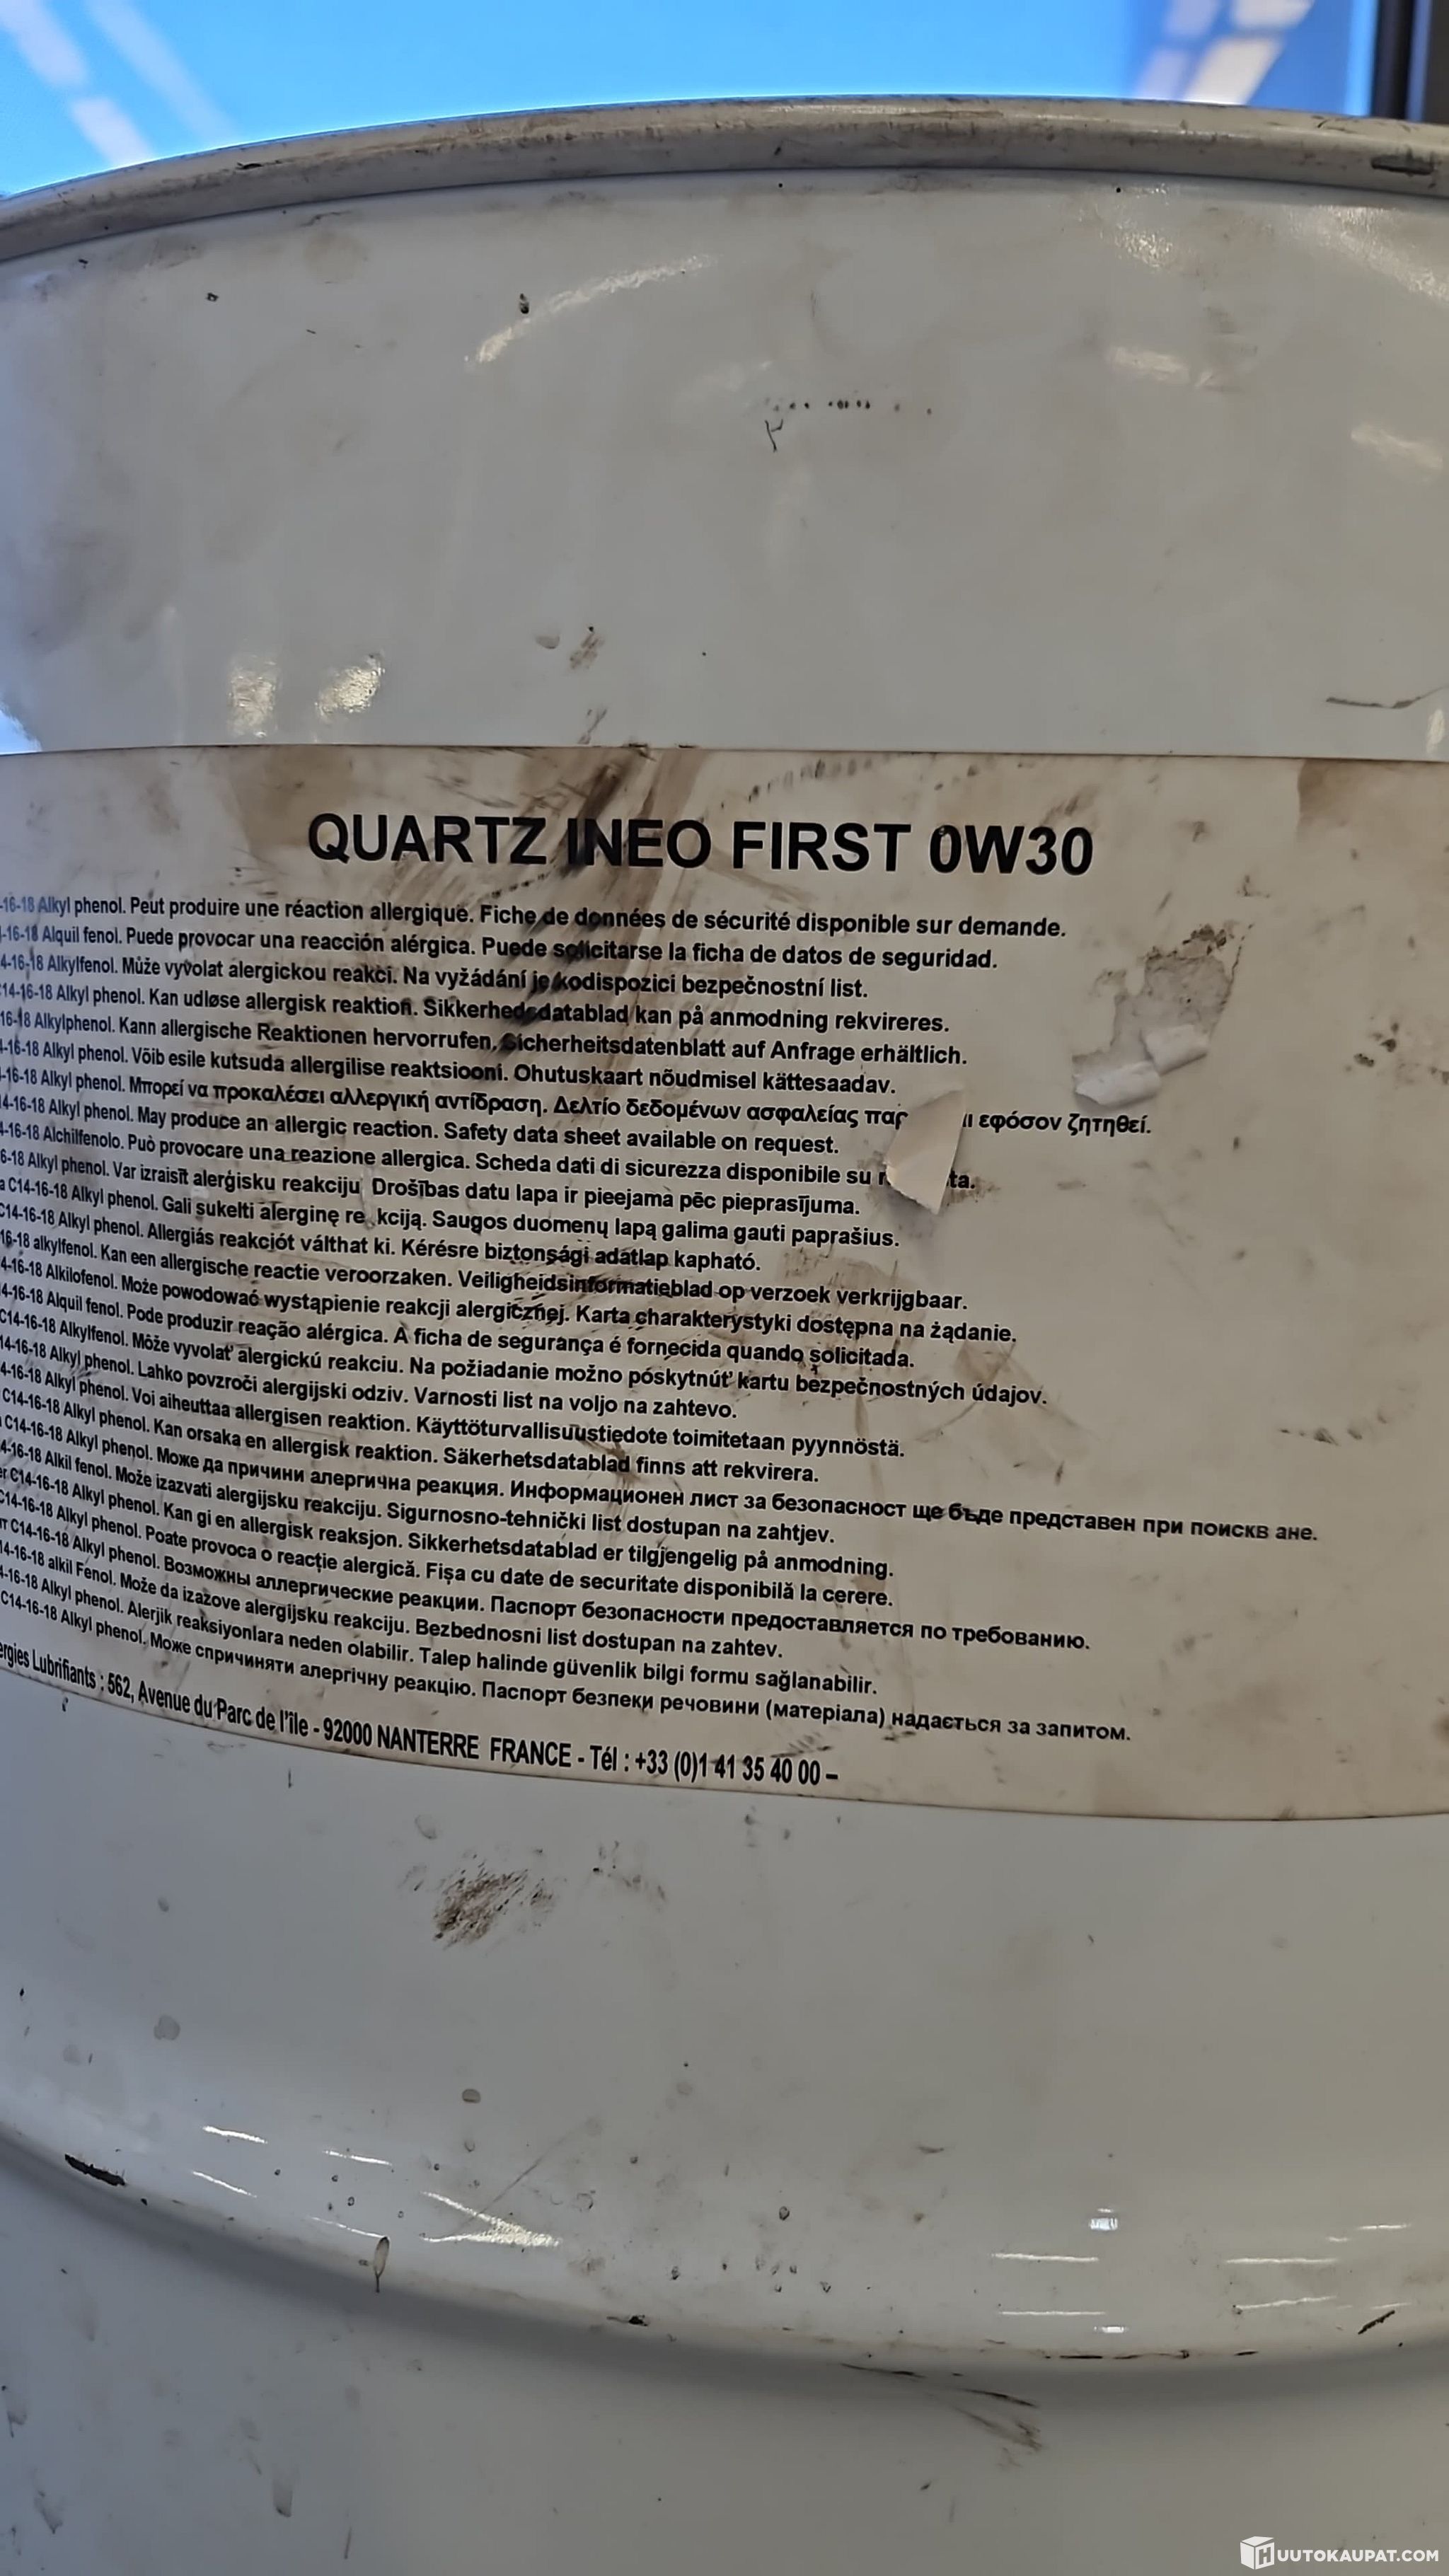 QUARTZ INEO FIRST 0W30
-16-18 Alkyl phenol. Peut produire une réaction allergique. Fiche de données de sécurité disponible sur demande.
-16-18 Alquil fenol. Puede provocar una reacción alérgica. Puede solicitarse la ficha de datos de seguridad.
4-16-18 Alkylfenol. Může vyvolat alergickou reakci. Na vyžádání je kodispozici bezpečnostní list.
14-16-18 Alkyl phenol. Kan udløse allergisk reaktion. Sikkerhedsdatablad kan på anmodning rekvireres.
16-18 Alkylphenol. Kann allergische Reaktionen hervorrufen. Sicherheitsdatenblatt auf Anfrage erhältlich.
-16-18 Alkyl phenol. Võib esile kutsuda allergilise reaktsiooni. Ohutuskaart nõudmisel kättesaadav.
-16-18 Alkyl phenol. Μπορεί να προκαλέσει αλλεργική αντίδραση. Δελτίο δεδομένων ασφαλείας παρ ι εφόσον ζητηθεί.
14-16-18 Alkyl phenol. May produce an allergic reaction. Safety data sheet available on request.
4-16-18 Alchilfenolo. Può provocare una reazione allergica. Scheda dati di sicurezza disponibile su r ta.
6-18 Alkyl phenol. Var izraisīt alerģisku reakciju Drošības datu lapa ir pieejama pēc pieprasījuma.
a C14-16-18 Alkyl phenol. Gali sukelti alerginę re kciją. Saugos duomenų lapą galima gauti paprašius.
C14-16-18 Alkyl phenol. Allergiás reakciót válthat ki. Kérésre biztonsági adatlap kapható.
16-18 alkylfenol. Kan een allergische reactie veroorzaken. Veiligheidsinformatieblad op verzoek verkrijgbaar.
4-16-18 Alkilofenol. Może powodować wystąpienie reakcji alergicznej. Karta charakterystyki dostępna na żądanie.
14-16-18 Alquil fenol. Pode produzir reação alérgica. A ficha de segurança é fornecida quando solicitada.
C14-16-18 Alkylfenol. Môže vyvolať alergickú reakciu. Na požiadanie možno poskytnúť kartu bezpečnostných údajov.
14-16-18 Alkyl phenol. Lahko povzroči alergijski odziv. Varnosti list na voljo na zahtevo.
4-16-18 Alkyl phenol. Voi aiheuttaa allergisen reaktion. Käyttöturvallisuustiedote toimitetaan pyynnöstä.
C14-16-18 Alkyl phenol. Kan orsaka en allergisk reaktion. Säkerhetsdatablad finns att rekvirera.
C14-16-18 Alkyl phenol. Може да причини алергична реакция. Информационен лист за безопасност ще бъде представен при поискв ане.
4-16-18 Alkil fenol. Može izazvati alergijsku reakciju. Sigurnosno-tehnički list dostupan na zahtjev.
er C14-16-18 Alkyl phenol. Kan gi en allergisk reaksjon. Sikkerhetsdatablad er tilgjengelig på anmodning.
C14-16-18 Alkyl phenol. Poate provoca o reacție alergică. Fișa cu date de securitate disponibilă la cerere.
т C14-16-18 Alkyl phenol. Возможны аллергические реакции. Паспорт безопасности предоставляется по требованию.
14-16-18 alkil Fenol. Može da izazove alergijsku reakciju. Bezbednosni list dostupan na zahtev.
4-16-18 Alkyl phenol. Alerjik reaksiyonlara neden olabilir. Talep halinde güvenlik bilgi formu sağlanabilir.
C14-16-18 Alkyl phenol. Може спричиняти алергічну реакцію. Паспорт безпеки речовини (матеріала) надається за запитом.
ergies Lubrifiants : 562, Avenue du Parc de l'île - 92000 NANTERRE FRANCE - Tél : +33 (0)1 41 35 40 00 –
HUUTOKAUPAT.COM